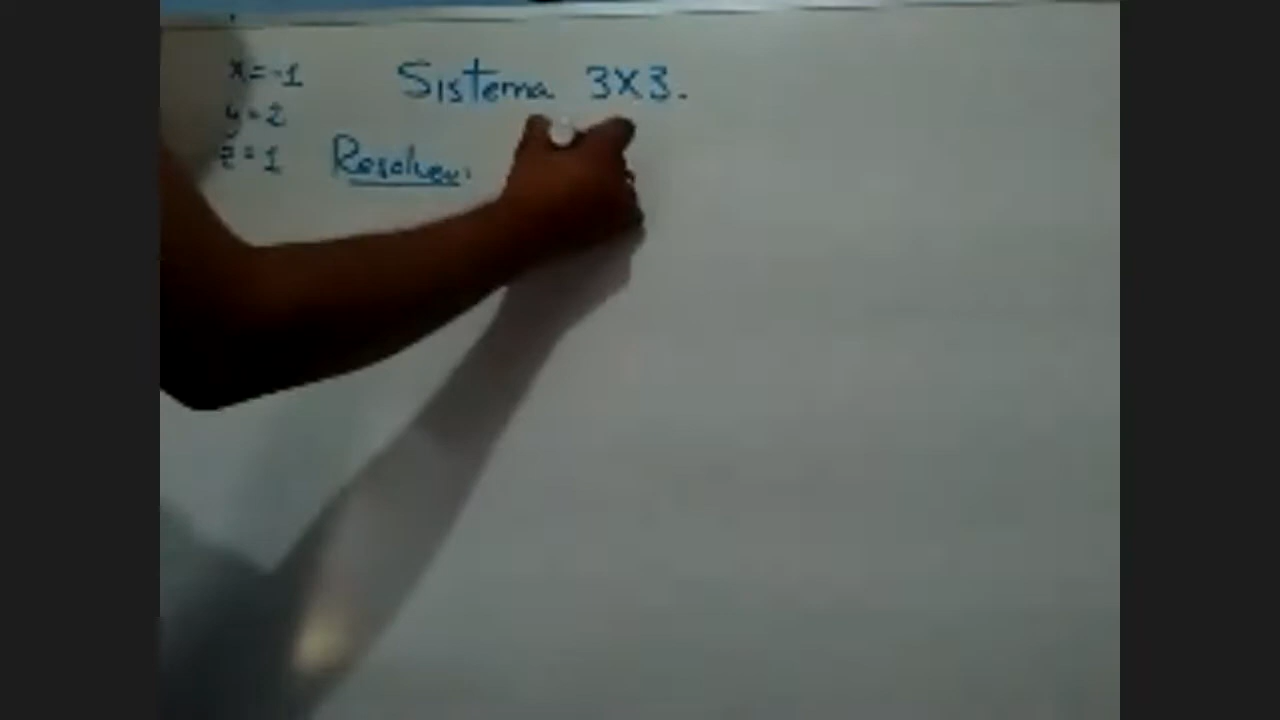 Sistema 3X3.
x=-1
y=2
z=1
Resolver: